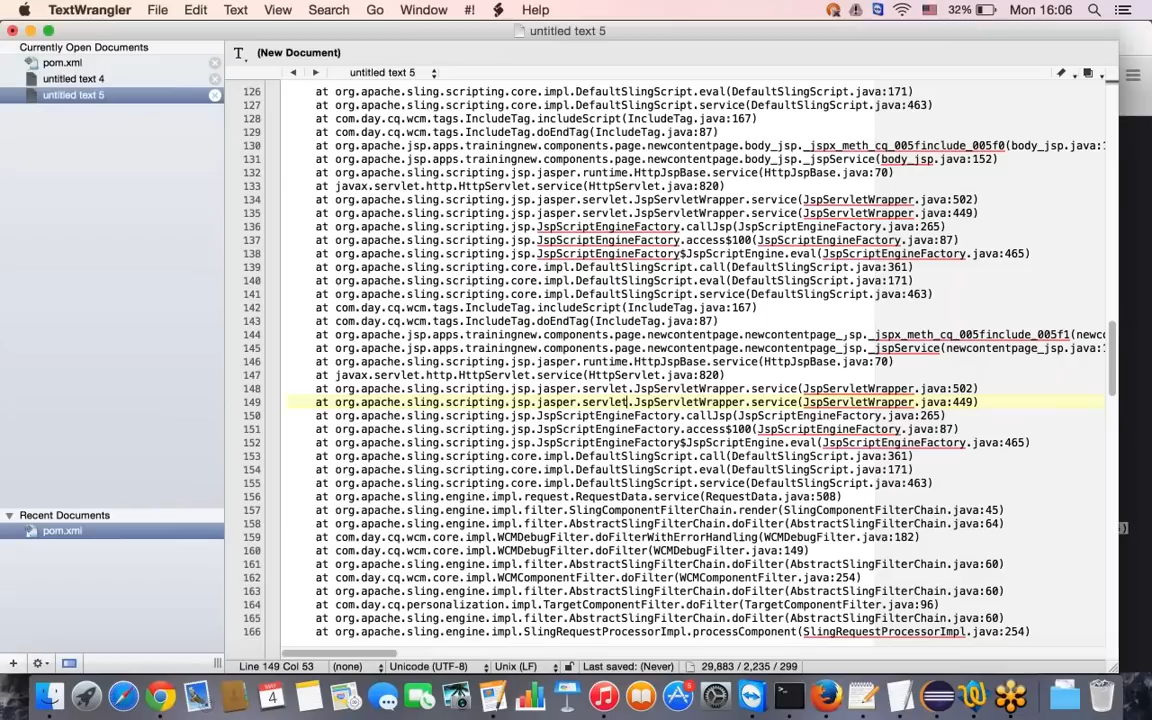 TextWrangler File Edit Text View Search Go Window #! Help 32% Mon 16:06
untitled text 5
Currently Open Documents
pom.xml
untitled text 4
untitled text 5
Recent Documents
pom.xml
(New Document)
untitled text 5
126 at org.apache.sling.scripting.core.impl.DefaultSlingScript.eval(DefaultSlingScript.java:171)
127 at org.apache.sling.scripting.core.impl.DefaultSlingScript.service(DefaultSlingScript.java:463)
128 at com.day.cq.wcm.tags.IncludeTag.includeScript(IncludeTag.java:167)
129 at com.day.cq.wcm.tags.IncludeTag.doEndTag(IncludeTag.java:87)
130 at org.apache.jsp.apps.trainingnew.components.page.newcontentpage.body_jsp._jspx_meth_cq_005finclude_005f0(body_jsp.java:
131 at org.apache.jsp.apps.trainingnew.components.page.newcontentpage.body_jsp._jspService(body_jsp.java:152)
132 at org.apache.sling.scripting.jsp.jasper.runtime.HttpJspBase.service(HttpJspBase.java:70)
133 at javax.servlet.http.HttpServlet.service(HttpServlet.java:820)
134 at org.apache.sling.scripting.jsp.jasper.servlet.JspServletWrapper.service(JspServletWrapper.java:502)
135 at org.apache.sling.scripting.jsp.jasper.servlet.JspServletWrapper.service(JspServletWrapper.java:449)
136 at org.apache.sling.scripting.jsp.JspScriptEngineFactory.callJsp(JspScriptEngineFactory.java:265)
137 at org.apache.sling.scripting.jsp.JspScriptEngineFactory.access$100(JspScriptEngineFactory.java:87)
138 at org.apache.sling.scripting.jsp.JspScriptEngineFactory$JspScriptEngine.eval(JspScriptEngineFactory.java:465)
139 at org.apache.sling.scripting.core.impl.DefaultSlingScript.call(DefaultSlingScript.java:361)
140 at org.apache.sling.scripting.core.impl.DefaultSlingScript.eval(DefaultSlingScript.java:171)
141 at org.apache.sling.scripting.core.impl.DefaultSlingScript.service(DefaultSlingScript.java:463)
142 at com.day.cq.wcm.tags.IncludeTag.includeScript(IncludeTag.java:167)
143 at com.day.cq.wcm.tags.IncludeTag.doEndTag(IncludeTag.java:87)
144 at org.apache.jsp.apps.trainingnew.components.page.newcontentpage.newcontentpage_jsp._jspx_meth_cq_005finclude_005f1(newc
145 at org.apache.jsp.apps.trainingnew.components.page.newcontentpage.newcontentpage_jsp._jspService(newcontentpage_jsp.java:1
146 at org.apache.sling.scripting.jsp.jasper.runtime.HttpJspBase.service(HttpJspBase.java:70)
147 at javax.servlet.http.HttpServlet.service(HttpServlet.java:820)
148 at org.apache.sling.scripting.jsp.jasper.servlet.JspServletWrapper.service(JspServletWrapper.java:502)
149 at org.apache.sling.scripting.jsp.jasper.servlet.JspServletWrapper.service(JspServletWrapper.java:449)
150 at org.apache.sling.scripting.jsp.JspScriptEngineFactory.callJsp(JspScriptEngineFactory.java:265)
151 at org.apache.sling.scripting.jsp.JspScriptEngineFactory.access$100(JspScriptEngineFactory.java:87)
152 at org.apache.sling.scripting.jsp.JspScriptEngineFactory$JspScriptEngine.eval(JspScriptEngineFactory.java:465)
153 at org.apache.sling.scripting.core.impl.DefaultSlingScript.call(DefaultSlingScript.java:361)
154 at org.apache.sling.scripting.core.impl.DefaultSlingScript.eval(DefaultSlingScript.java:171)
155 at org.apache.sling.scripting.core.impl.DefaultSlingScript.service(DefaultSlingScript.java:463)
156 at org.apache.sling.engine.impl.request.RequestData.service(RequestData.java:508)
157 at org.apache.sling.engine.impl.filter.SlingComponentFilterChain.render(SlingComponentFilterChain.java:45)
158 at org.apache.sling.engine.impl.filter.AbstractSlingFilterChain.doFilter(AbstractSlingFilterChain.java:64)
159 at com.day.cq.wcm.core.impl.WCMDebugFilter.doFilterWithErrorHandling(WCMDebugFilter.java:182)
160 at com.day.cq.wcm.core.impl.WCMDebugFilter.doFilter(WCMDebugFilter.java:149)
161 at org.apache.sling.engine.impl.filter.AbstractSlingFilterChain.doFilter(AbstractSlingFilterChain.java:60)
162 at com.day.cq.wcm.core.impl.WCMComponentFilter.doFilter(WCMComponentFilter.java:254)
163 at org.apache.sling.engine.impl.filter.AbstractSlingFilterChain.doFilter(AbstractSlingFilterChain.java:60)
164 at com.day.cq.personalization.impl.TargetComponentFilter.doFilter(TargetComponentFilter.java:96)
165 at org.apache.sling.engine.impl.filter.AbstractSlingFilterChain.doFilter(AbstractSlingFilterChain.java:60)
166 at org.apache.sling.engine.impl.SlingRequestProcessorImpl.processComponent(SlingRequestProcessorImpl.java:254)
Line 149 Col 53 (none) Unicode (UTF-8) Unix (LF) Last saved: (Never) 29,883 / 2,235 / 299